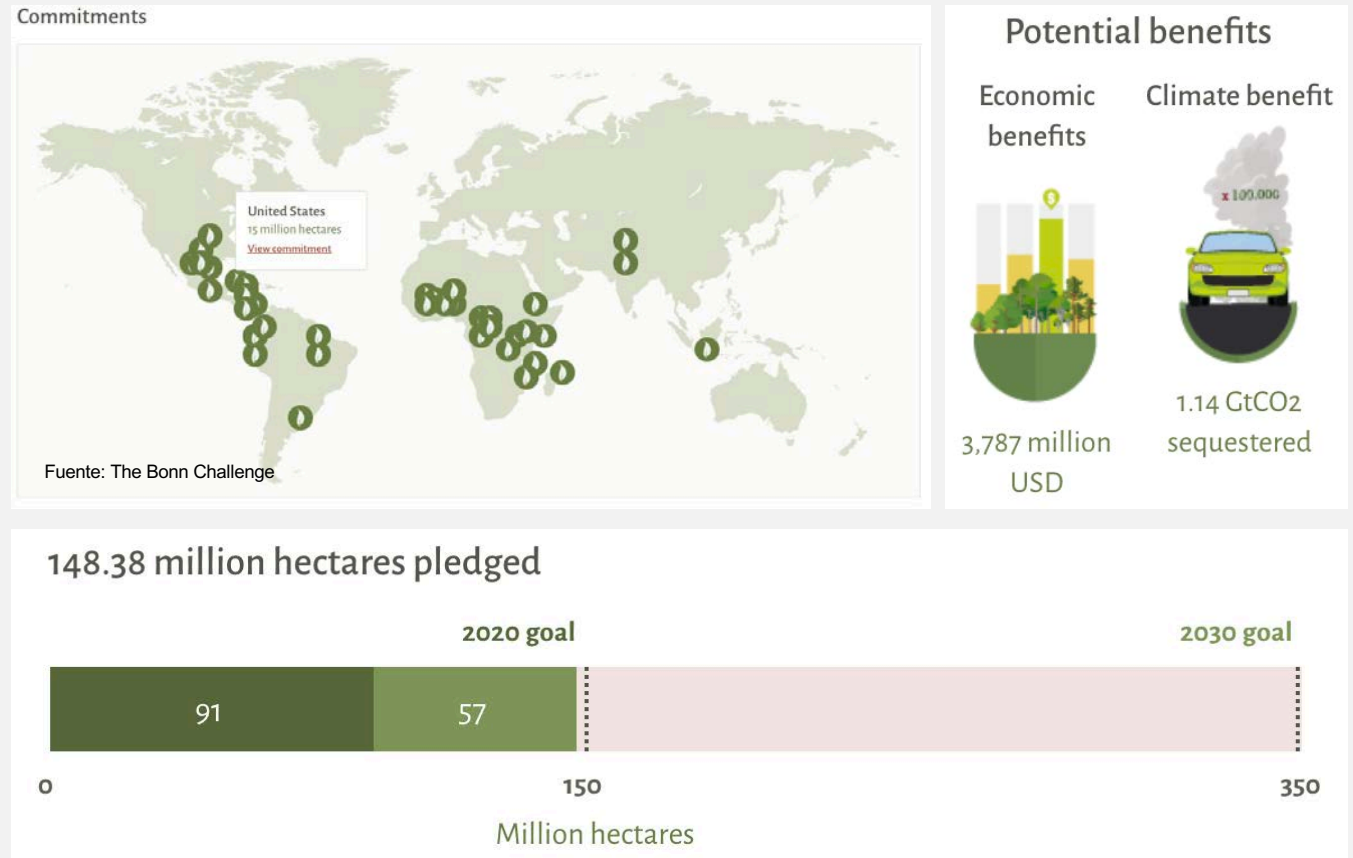 Commitments
United States
15 million hectares
View commitment
Fuente: The Bonn Challenge
Potential benefits
Economic
benefits
3,787 million
USD
Climate benefit
x 100,000
1.14 GtCO2
sequestered
148.38 million hectares pledged
2020 goal
2030 goal
91
57
0
150
350
Million hectares